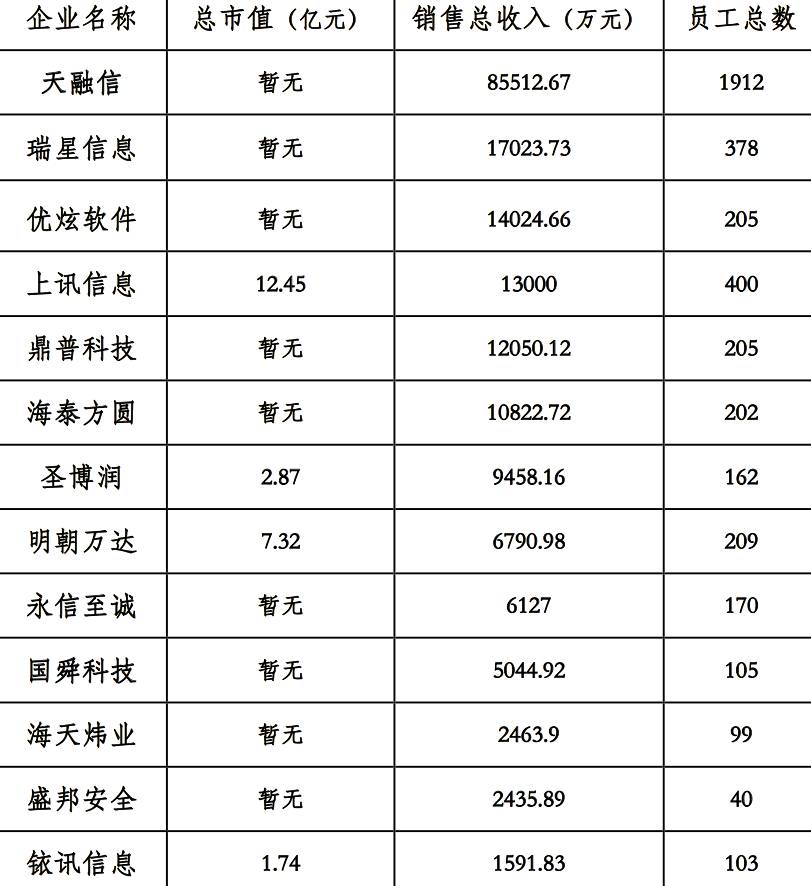 企业名称 总市值（亿元） 销售总收入（万元） 员工总数
天融信 暂无 85512.67 1912
瑞星信息 暂无 17023.73 378
优炫软件 暂无 14024.66 205
上讯信息 12.45 13000 400
鼎普科技 暂无 12050.12 205
海泰方圆 暂无 10822.72 202
圣博润 2.87 9458.16 162
明朝万达 7.32 6790.98 209
永信至诚 暂无 6127 170
国舜科技 暂无 5044.92 105
海天炜业 暂无 2463.9 99
盛邦安全 暂无 2435.89 40
铱讯信息 1.74 1591.83 103